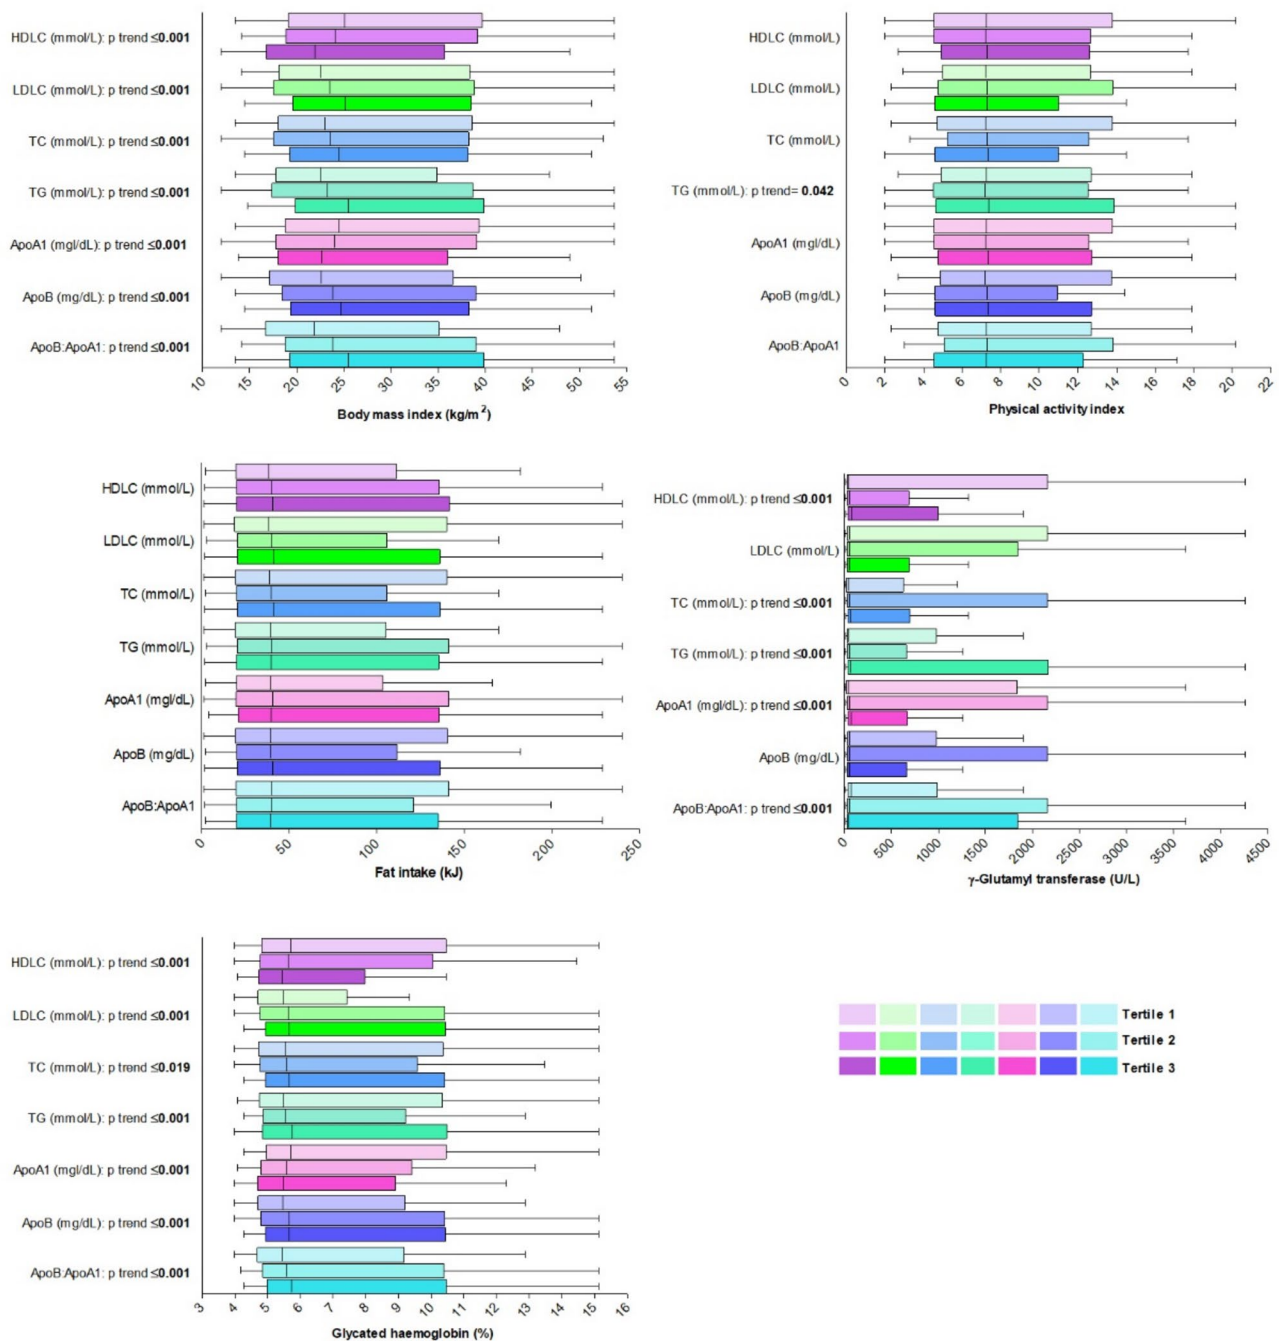 HDLC (mmol/L): p trend ≤0.001
LDLC (mmol/L): p trend ≤0.001
TC (mmol/L): p trend ≤0.001
TG (mmol/L): p trend ≤0.001
ApoA1 (mgl/dL): p trend ≤0.001
ApoB (mg/dL): p trend ≤0.001
ApoB:ApoA1: p trend ≤0.001
10 15 20 25 30 35 40 45 50 55
Body mass index (kg/m²)
HDLC (mmol/L)
LDLC (mmol/L)
TC (mmol/L)
TG (mmol/L): p trend= 0.042
ApoA1 (mgl/dL)
ApoB (mg/dL)
ApoB:ApoA1
0 2 4 6 8 10 12 14 16 18 20 22
Physical activity index
HDLC (mmol/L)
LDLC (mmol/L)
TC (mmol/L)
TG (mmol/L)
ApoA1 (mgl/dL)
ApoB (mg/dL)
ApoB:ApoA1
0 50 100 150 200 250
Fat intake (kJ)
HDLC (mmol/L): p trend ≤0.001
LDLC (mmol/L)
TC (mmol/L): p trend ≤0.001
TG (mmol/L): p trend ≤0.001
ApoA1 (mgl/dL): p trend ≤0.001
ApoB (mg/dL)
ApoB:ApoA1: p trend ≤0.001
0 500 1000 1500 2000 2500 3000 3500 4000 4500
γ-Glutamyl transferase (U/L)
HDLC (mmol/L): p trend ≤0.001
LDLC (mmol/L): p trend ≤0.001
TC (mmol/L): p trend ≤0.019
TG (mmol/L): p trend ≤0.001
ApoA1 (mgl/dL): p trend ≤0.001
ApoB (mg/dL): p trend ≤0.001
ApoB:ApoA1: p trend ≤0.001
3 4 5 6 7 8 9 10 11 12 13 14 15 16
Glycated haemoglobin (%)
Tertile 1
Tertile 2
Tertile 3